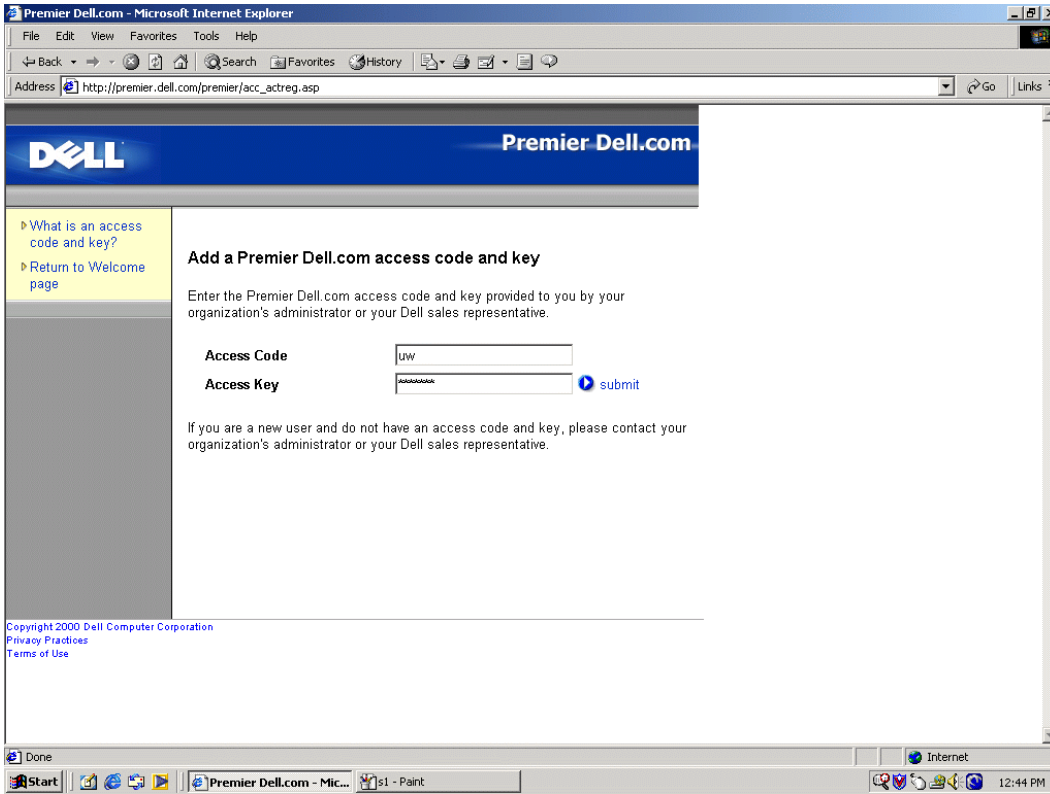 Premier Dell.com - Microsoft Internet Explorer
File Edit View Favorites Tools Help
Back Search Favorites History
Address http://premier.dell.com/premier/acc_actreg.asp Go Links
DELL
Premier Dell.com
What is an access
code and key?
Return to Welcome
page
Add a Premier Dell.com access code and key
Enter the Premier Dell.com access code and key provided to you by your
organization's administrator or your Dell sales representative.
Access Code uw
Access Key ******* submit
If you are a new user and do not have an access code and key, please contact your
organization's administrator or your Dell sales representative.
Copyright 2000 Dell Computer Corporation
Privacy Practices
Terms of Use
Done Internet
Start Premier Dell.com - Mic... s1 - Paint 12:44 PM